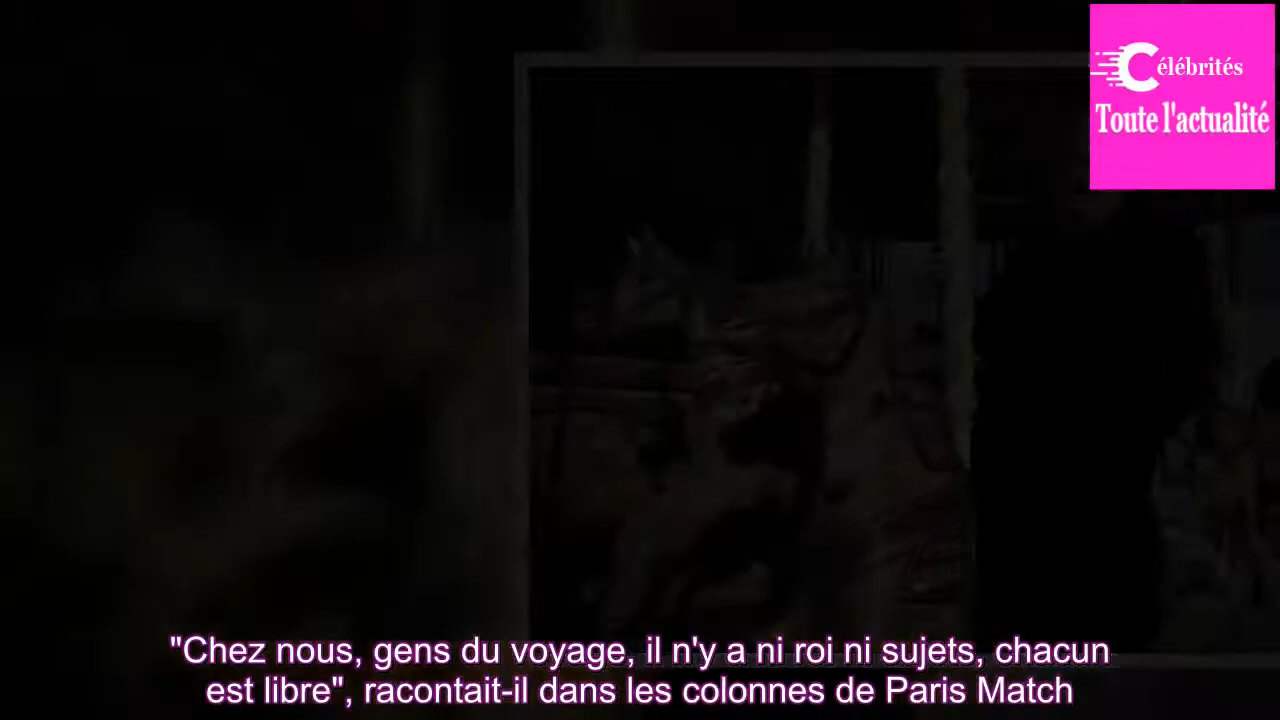 Célébrités
Toute l'actualité
"Chez nous, gens du voyage, il n'y a ni roi ni sujets, chacun
est libre", racontait-il dans les colonnes de Paris Match